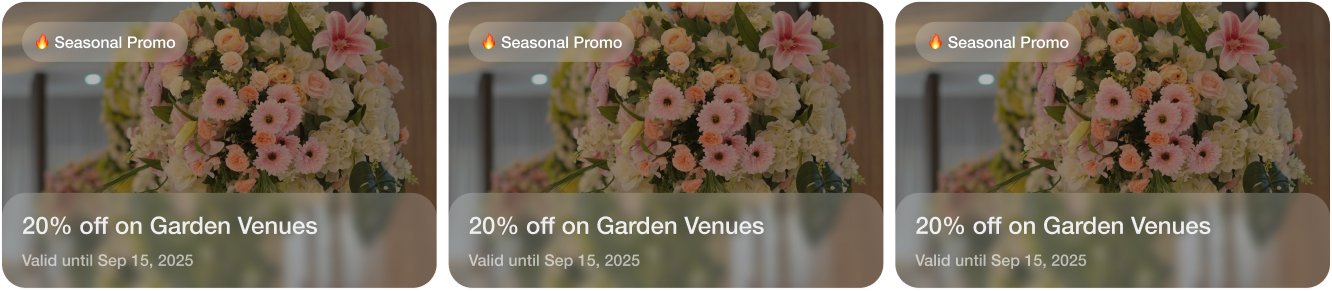 🔥 Seasonal Promo
20% off on Garden Venues
Valid until Sep 15, 2025
🔥 Seasonal Promo
20% off on Garden Venues
Valid until Sep 15, 2025
🔥 Seasonal Promo
20% off on Garden Venues
Valid until Sep 15, 2025